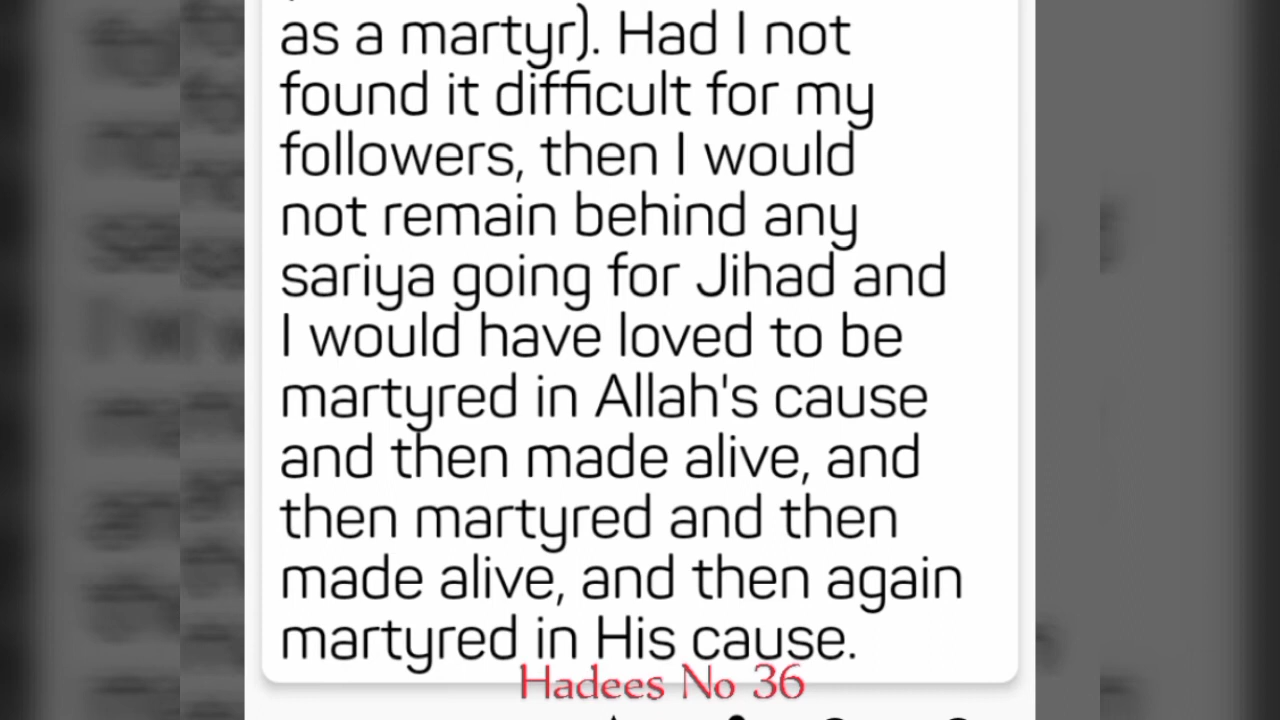 as a martyr). Had I not
found it difficult for my
followers, then I would
not remain behind any
sariya going for Jihad and
I would have loved to be
martyred in Allah's cause
and then made alive, and
then martyred and then
made alive, and then again
martyred in His cause.
Hadees No 36